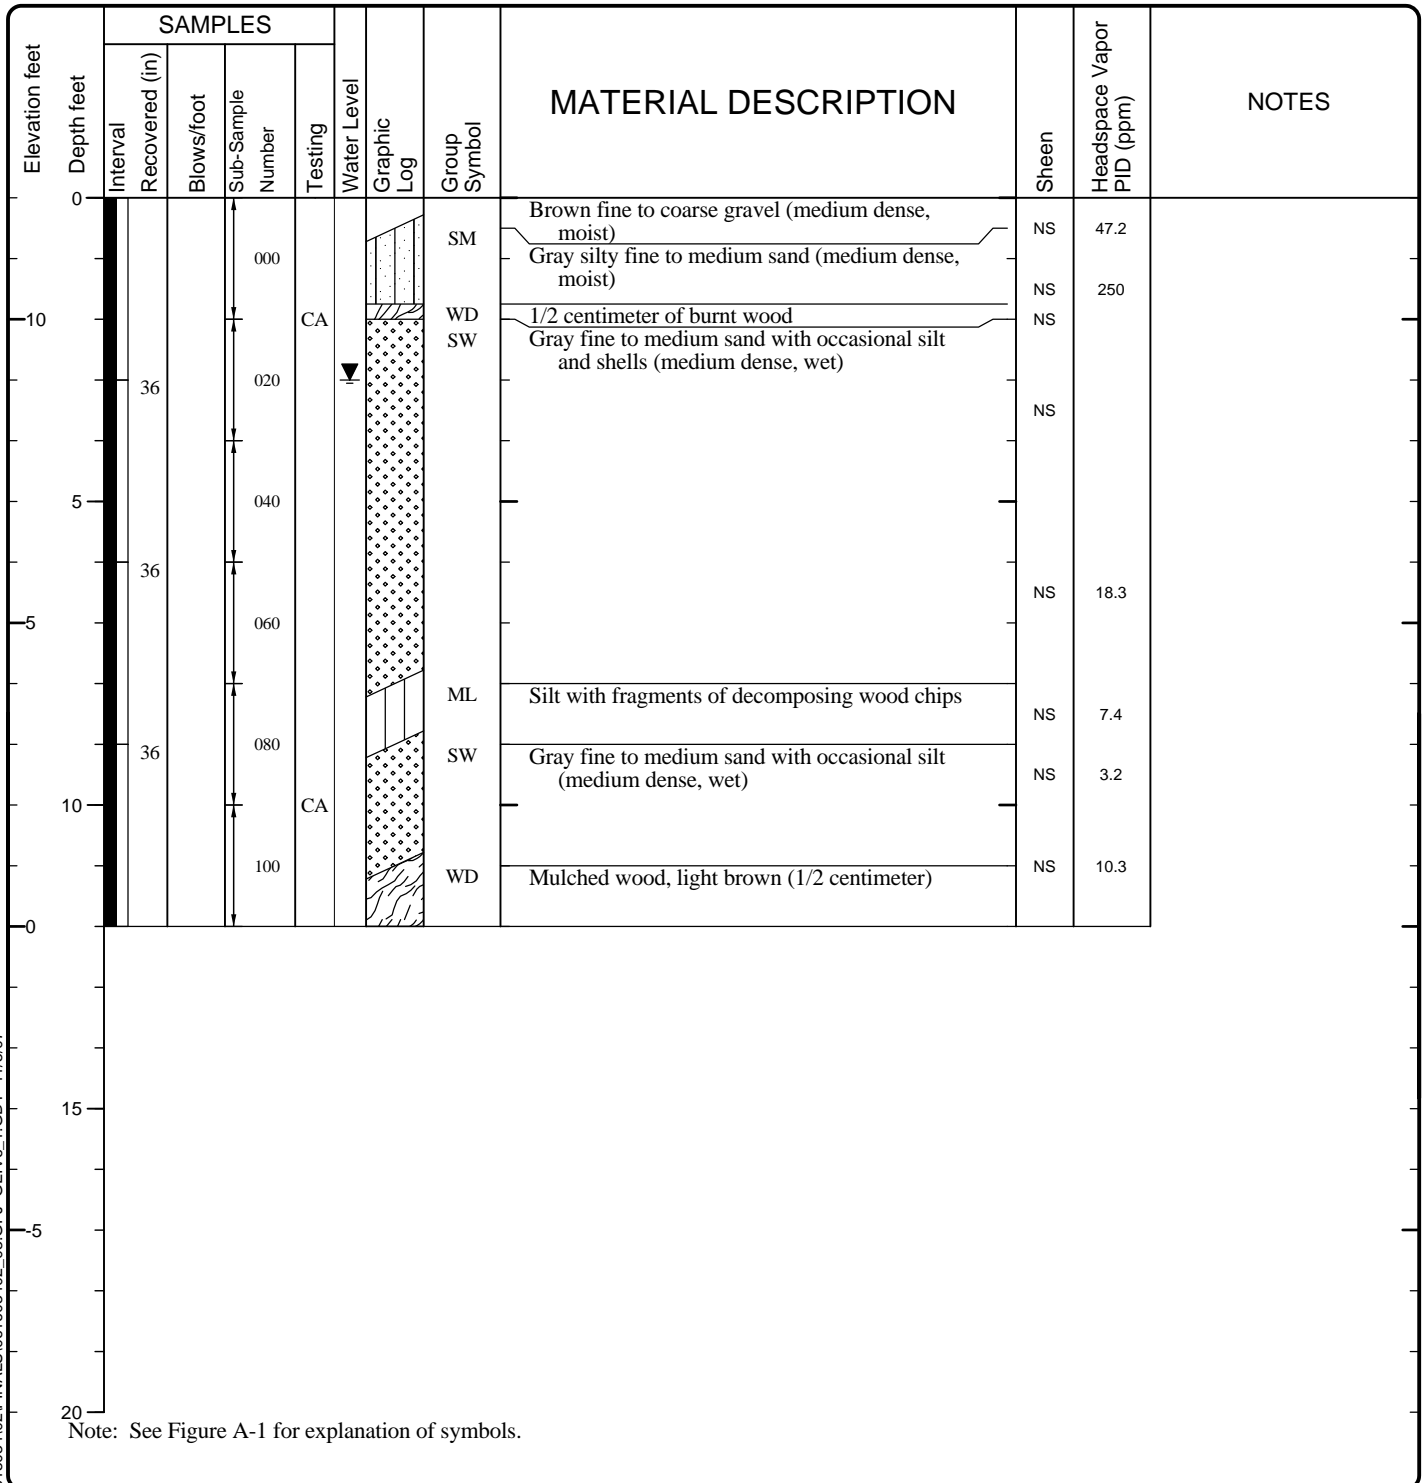 SAMPLES
Elevation feet
Depth feet
Interval
Recovered (in)
Blows/foot
Sub-Sample
Number
Testing
Water Level
Graphic
Log
Group
Symbol
MATERIAL DESCRIPTION
Sheen
Headspace Vapor
PID (ppm)
NOTES
0
Brown fine to coarse gravel (medium dense,
moist)
SM
NS
47.2
000
Gray silty fine to medium sand (medium dense,
moist)
NS
250
10
CA
WD
1/2 centimeter of burnt wood
NS
SW
Gray fine to medium sand with occasional silt
and shells (medium dense, wet)
36
020
NS
5
040
36
NS
18.3
5
060
ML
Silt with fragments of decomposing wood chips
NS
7.4
36
080
SW
Gray fine to medium sand with occasional silt
(medium dense, wet)
NS
3.2
10
CA
100
WD
Mulched wood, light brown (1/2 centimeter)
NS
10.3
0
15
-5
20
Note: See Figure A-1 for explanation of symbols.